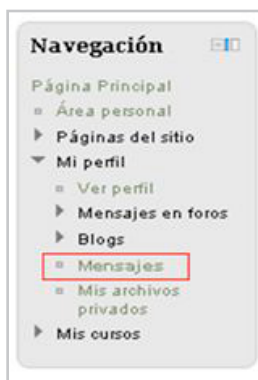 Navegación
Página Principal
Área personal
Páginas del sitio
Mi perfil
Ver perfil
Mensajes en foros
Blogs
Mensajes
Mis archivos
privados
Mis cursos